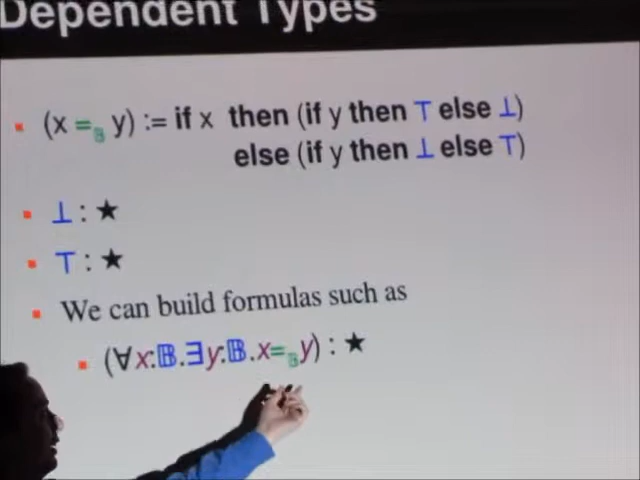 Dependent Types
(x =𝔹 y) := if x then (if y then ⊤ else ⊥)
else (if y then ⊥ else ⊤)
⊥ : ★
⊤ : ★
We can build formulas such as
(∀x:𝔹.∃y:𝔹.x=𝔹y) : ★